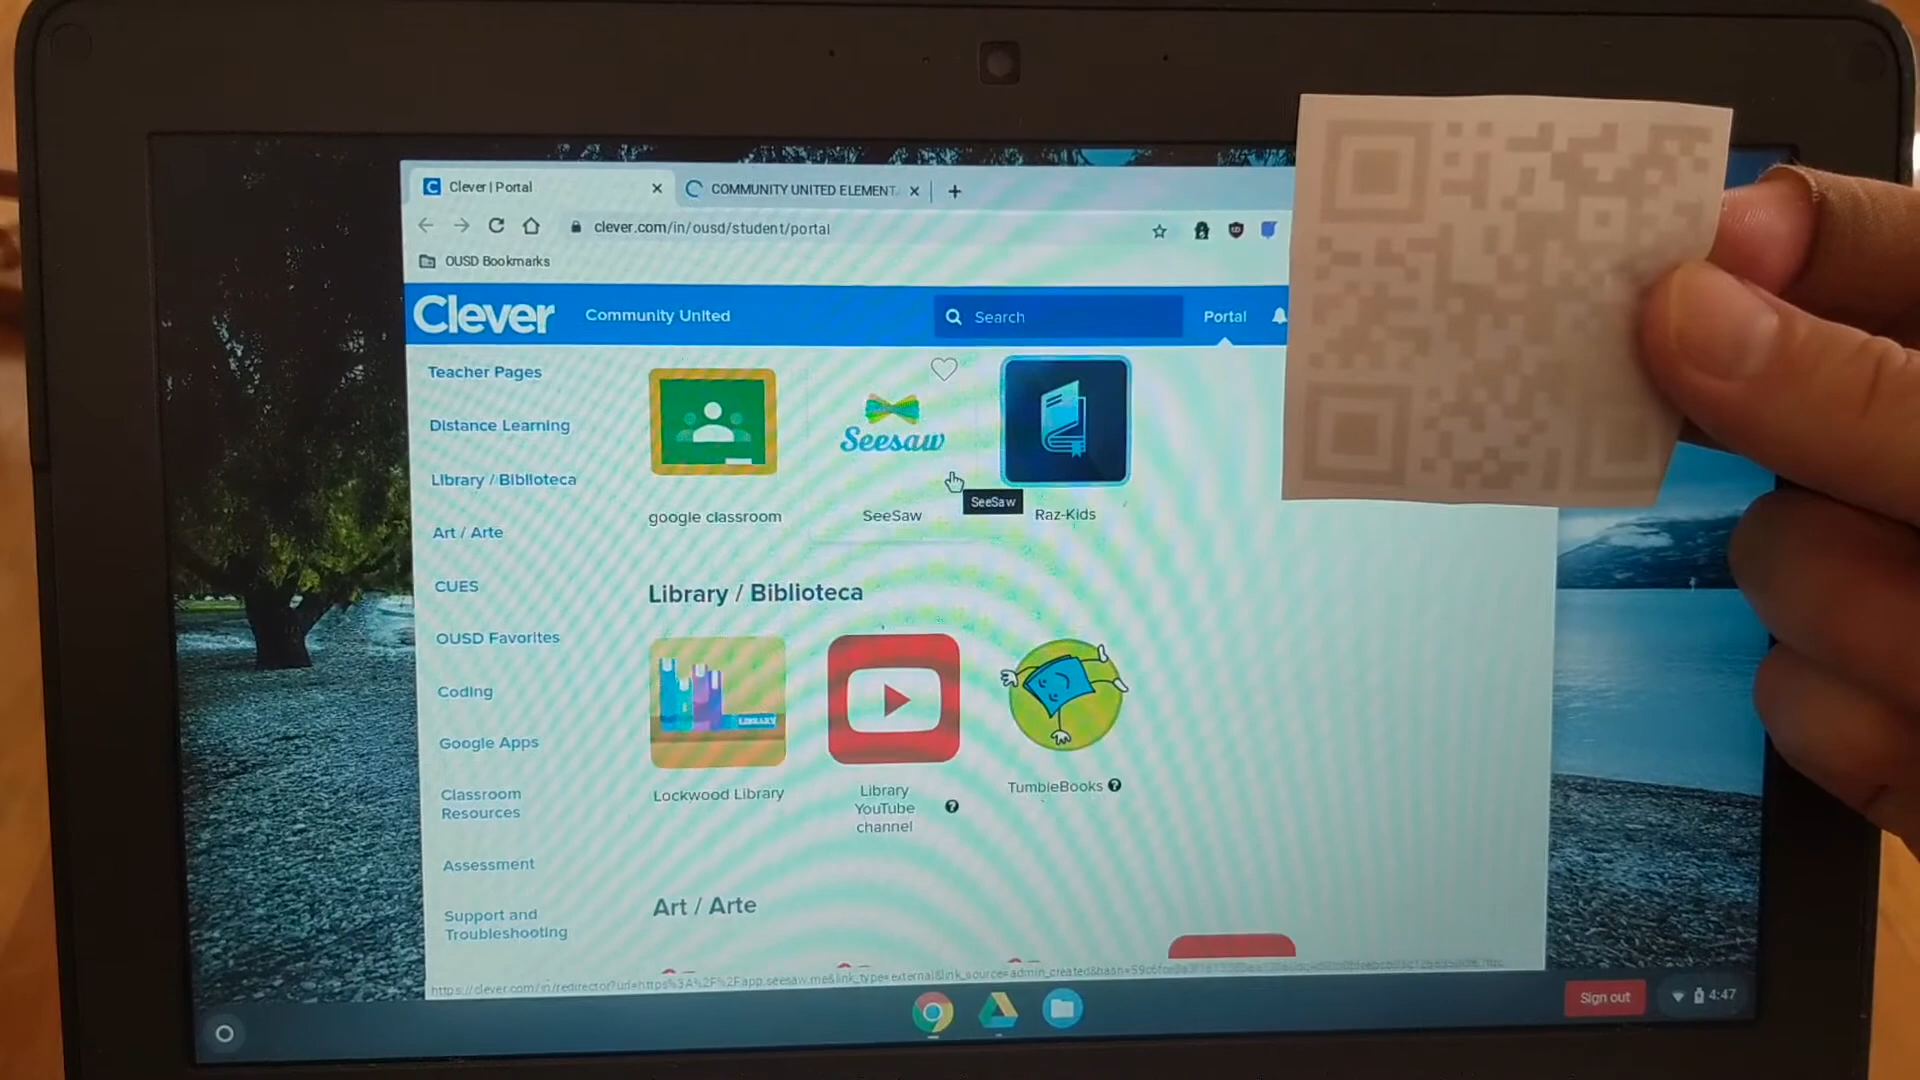 Clever | Portal
COMMUNITY UNITED ELEMENT
clever.com/in/ousd/student/portal
OUSD Bookmarks
Clever
Community United
Search
Portal
Teacher Pages
Distance Learning
Library / Biblioteca
Art / Arte
CUES
OUSD Favorites
Coding
Google Apps
Classroom
Resources
Assessment
Support and
Troubleshooting
Seesaw
SeeSaw
google classroom
SeeSaw
Raz-Kids
Library / Biblioteca
LIBRARY
Lockwood Library
Library
YouTube
channel
TumbleBooks
Art / Arte
Sign out
4:47